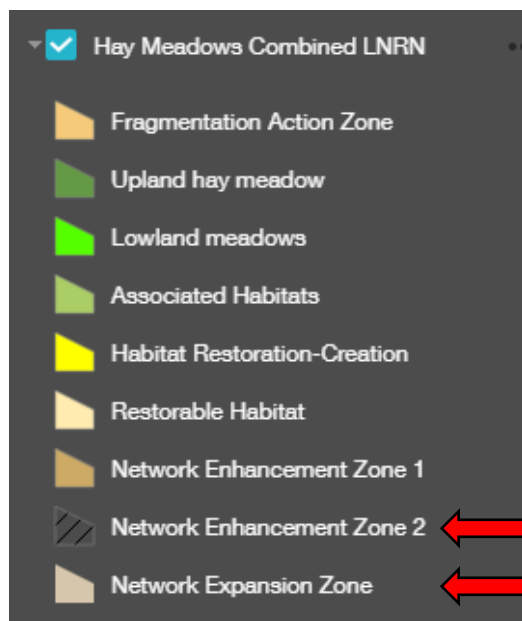 Hay Meadows Combined LNRN
Fragmentation Action Zone
Upland hay meadow
Lowland meadows
Associated Habitats
Habitat Restoration-Creation
Restorable Habitat
Network Enhancement Zone 1
Network Enhancement Zone 2
Network Expansion Zone